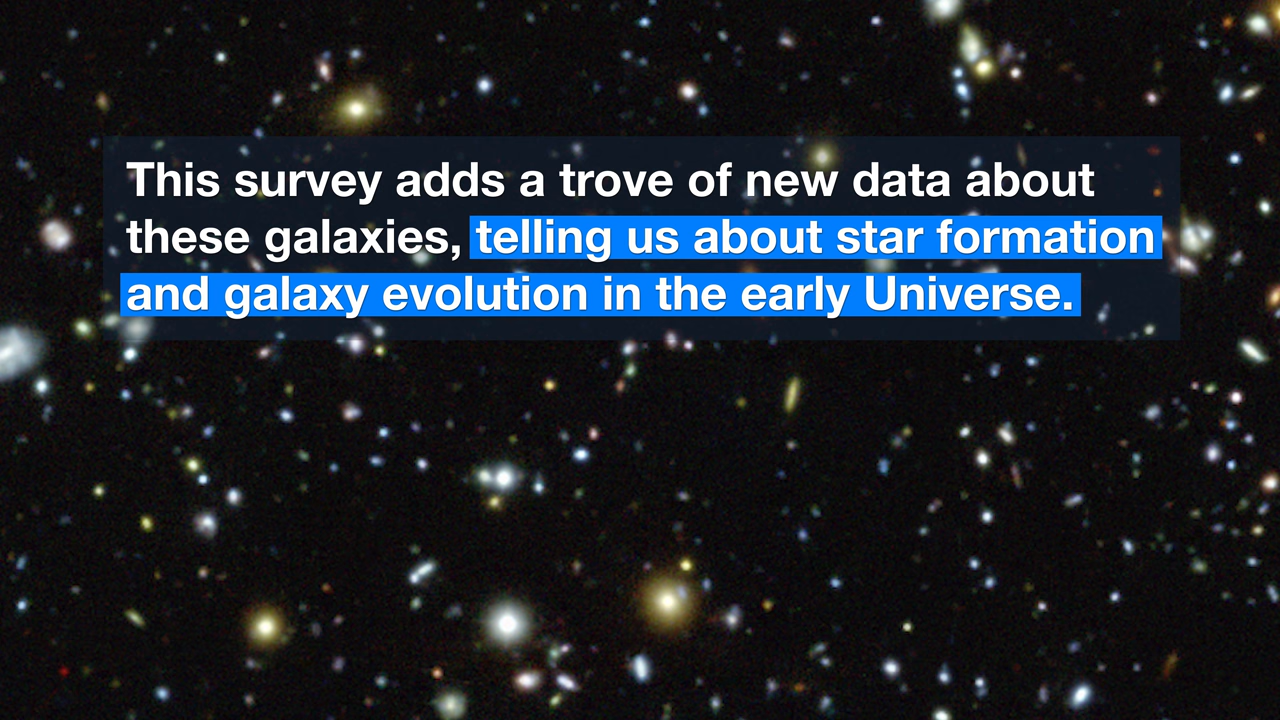 This survey adds a trove of new data about
these galaxies, telling us about star formation
and galaxy evolution in the early Universe.